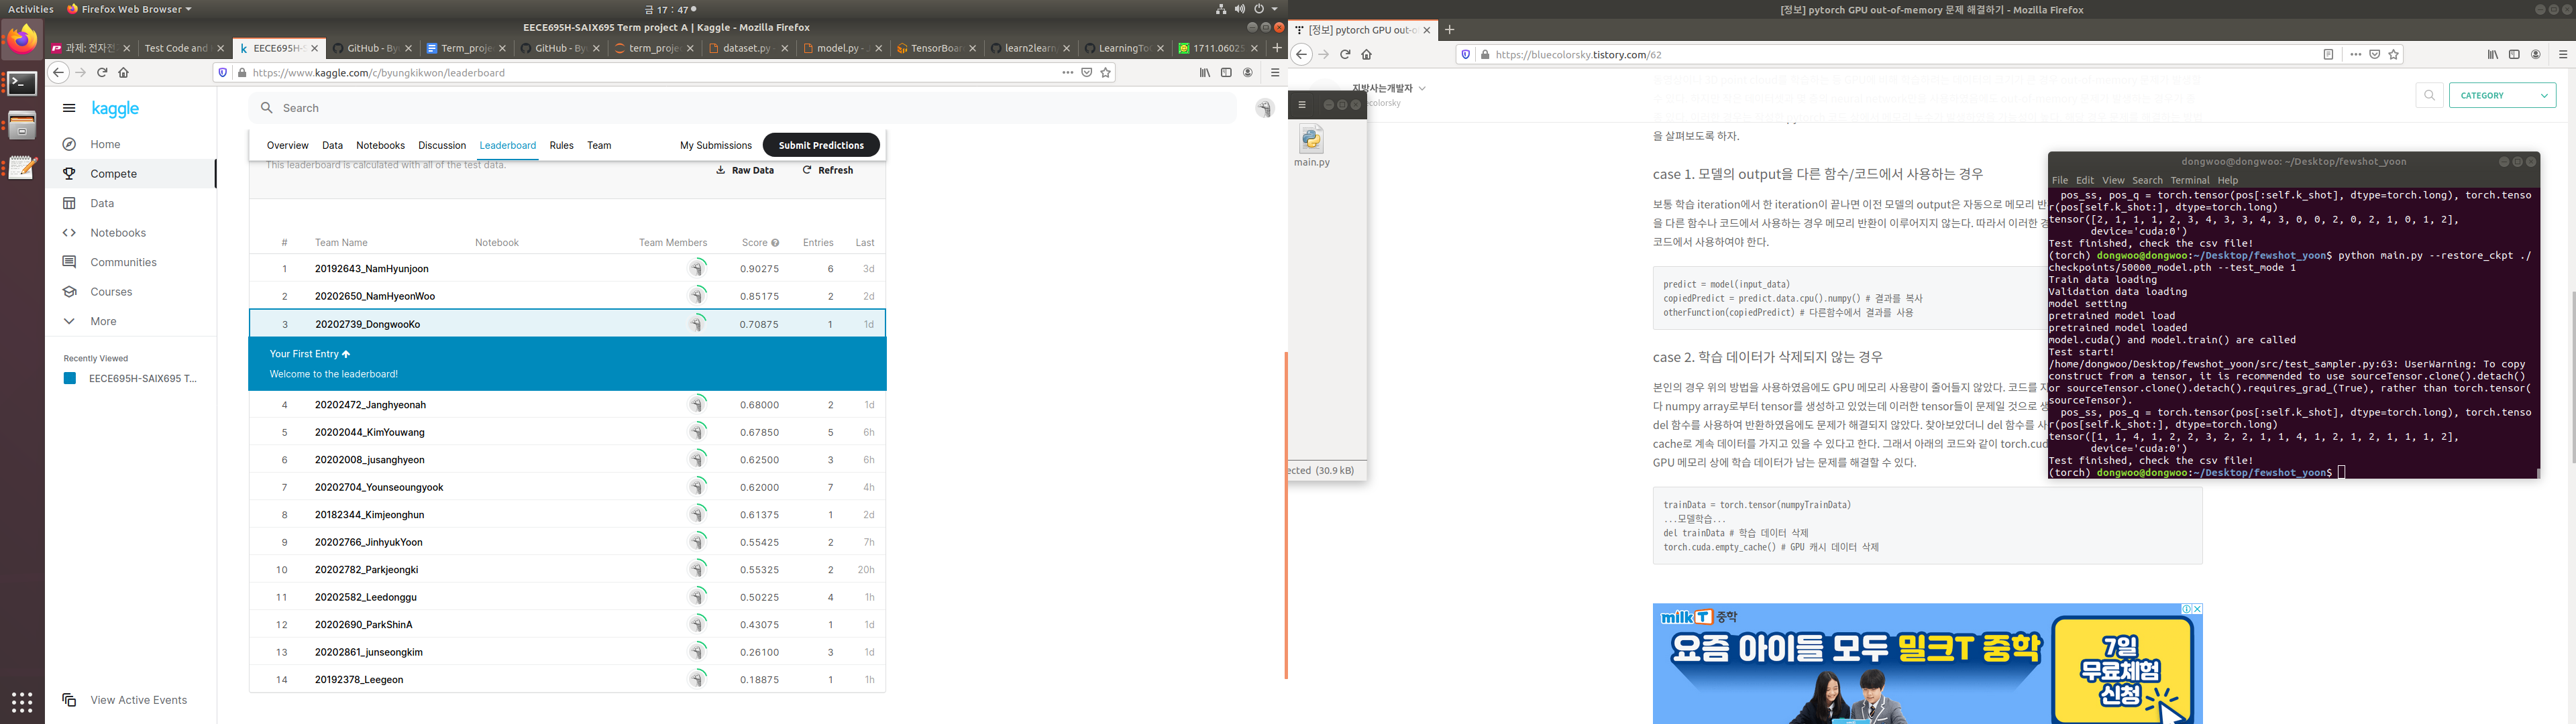 Activities
Firefox Web Browser
금 17 : 47
EECE695H-SAIX695 Term project A | Kaggle - Mozilla Firefox
과제: 전자전
Test Code and
EECE695H-S
GitHub - By
Term_proje
GitHub - By
term_projec
dataset.py -
model.py - J
TensorBoar
learn2learn
LearningTo
1711.06025
https://www.kaggle.com/c/byungkikwon/leaderboard
kaggle
Search
Home
Compete
Data
Notebooks
Communities
Courses
More
Recently Viewed
EECE695H-SAIX695 T...
View Active Events
Overview Data Notebooks Discussion Leaderboard Rules Team My Submissions Submit Predictions
This leaderboard is calculated with all of the test data.
Raw Data Refresh
# Team Name Notebook Team Members Score Entries Last
1 20192643_NamHyunjoon 0.90275 6 3d
2 20202650_NamHyeonWoo 0.85175 2 2d
3 20202739_DongwooKo 0.70875 1 1d
Your First Entry
Welcome to the leaderboard!
4 20202472_Janghyeonah 0.68000 2 1d
5 20202044_KimYouwang 0.67850 5 6h
6 20202008_jusanghyeon 0.62500 3 6h
7 20202704_Younseoungyook 0.62000 7 4h
8 20182344_Kimjeonghun 0.61375 1 2d
9 20202766_JinhyukYoon 0.55425 2 7h
10 20202782_Parkjeongki 0.55325 2 20h
11 20202582_Leedonggu 0.50225 4 1h
12 20202690_ParkShinA 0.43075 1 1d
13 20202861_junseongkim 0.26100 3 1d
14 20192378_Leegeon 0.18875 1 1h
[정보] pytorch GPU out-of-memory 문제 해결하기 - Mozilla Firefox
[정보] pytorch GPU out-o
https://bluecolorsky.tistory.com/62
지방사는개발자
ecolorsky
CATEGORY
main.py
ected (30.9 kB)
을 살펴보도록 하자.
case 1. 모델의 output을 다른 함수/코드에서 사용하는 경우
보통 학습 iteration에서 한 iteration이 끝나면 이전 모델의 output은 자동으로 메모리 반
을 다른 함수나 코드에서 사용하는 경우 메모리 반환이 이루어지지 않는다. 따라서 이러한 경
코드에서 사용하여야 한다.
predict = model(input_data)
copiedPredict = predict.data.cpu().numpy() # 결과를 복사
otherFunction(copiedPredict) # 다른함수에서 결과를 사용
case 2. 학습 데이터가 삭제되지 않는 경우
본인의 경우 위의 방법을 사용하였음에도 GPU 메모리 사용량이 줄어들지 않았다. 코드를 자
다 numpy array로부터 tensor를 생성하고 있었는데 이러한 tensor들이 문제일 것으로 생
del 함수를 사용하여 반환하였음에도 문제가 해결되지 않았다. 찾아보았더니 del 함수를 사
cache로 계속 데이터를 가지고 있을 수 있다고 한다. 그래서 아래의 코드와 같이 torch.cud
GPU 메모리 상에 학습 데이터가 남는 문제를 해결할 수 있다.
trainData = torch.tensor(numpyTrainData)
...모델학습...
del trainData # 학습 데이터 삭제
torch.cuda.empty_cache() # GPU 캐시 데이터 삭제
milkT 중학
요즘 아이들 모두 밀크T 중학
7일
무료체험
신청
dongwoo@dongwoo: ~/Desktop/fewshot_yoon
File Edit View Search Terminal Help
pos_ss, pos_q = torch.tensor(pos[:self.k_shot], dtype=torch.long), torch.tenso
r(pos[self.k_shot:], dtype=torch.long)
tensor([2, 1, 1, 1, 2, 3, 4, 3, 3, 4, 3, 0, 0, 2, 0, 2, 1, 0, 1, 2],
device='cuda:0')
Test finished, check the csv file!
(torch) dongwoo@dongwoo:~/Desktop/fewshot_yoon$ python main.py --restore_ckpt ./
checkpoints/50000_model.pth --test_mode 1
Train data loading
Validation data loading
model setting
pretrained model load
pretrained model loaded
model.cuda() and model.train() are called
Test start!
/home/dongwoo/Desktop/fewshot_yoon/src/test_sampler.py:63: UserWarning: To copy
construct from a tensor, it is recommended to use sourceTensor.clone().detach()
or sourceTensor.clone().detach().requires_grad_(True), rather than torch.tensor(
sourceTensor).
pos_ss, pos_q = torch.tensor(pos[:self.k_shot], dtype=torch.long), torch.tenso
r(pos[self.k_shot:], dtype=torch.long)
tensor([1, 1, 4, 1, 2, 2, 3, 2, 2, 1, 1, 4, 1, 2, 1, 2, 1, 1, 1, 2],
device='cuda:0')
Test finished, check the csv file!
(torch) dongwoo@dongwoo:~/Desktop/fewshot_yoon$